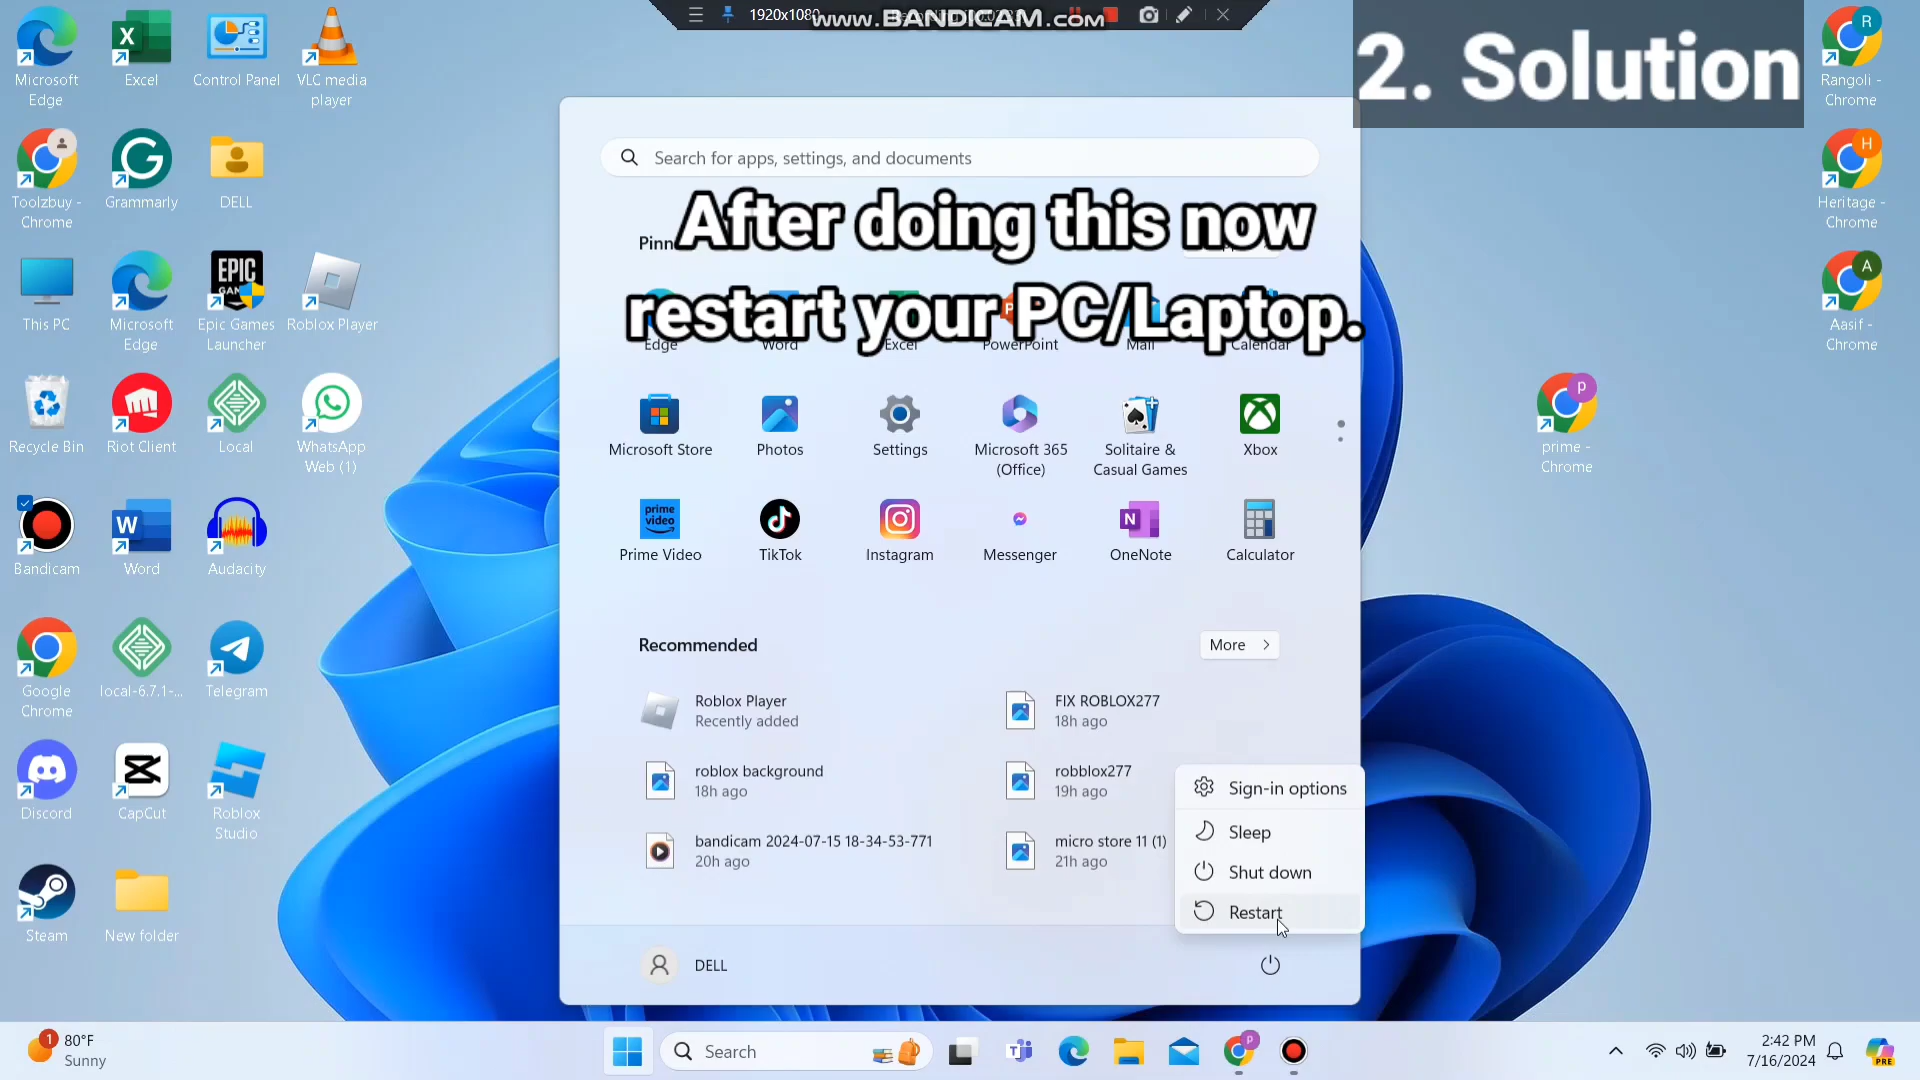 1920x1080
www.BANDICAM.com
2. Solution
Microsoft
Edge
Excel
Control Panel
VLC media
player
Toolzbuy -
Chrome
Grammarly
DELL
This PC
Microsoft
Edge
Epic Games
Launcher
Roblox Player
Recycle Bin
Riot Client
Local
WhatsApp
Web (1)
Bandicam
Word
Audacity
Google
Chrome
local-6.7.1-...
Telegram
Discord
CapCut
Roblox
Studio
Steam
New folder
Search for apps, settings, and documents
After doing this now
restart your PC/Laptop.
Edge
Word
Excel
PowerPoint
Mail
Calendar
Microsoft Store
Photos
Settings
Microsoft 365
(Office)
Solitaire &
Casual Games
Xbox
prime
video
Prime Video
TikTok
Instagram
Messenger
OneNote
Calculator
Recommended
More
Roblox Player
Recently added
FIX ROBLOX277
18h ago
roblox background
18h ago
robblox277
19h ago
bandicam 2024-07-15 18-34-53-771
20h ago
micro store 11 (1)
21h ago
Sign-in options
Sleep
Shut down
Restart
DELL
R
Rangoli -
Chrome
H
Heritage -
Chrome
A
Aasif -
Chrome
p
prime -
Chrome
1
80°F
Sunny
Search
2:42 PM
7/16/2024
PRE